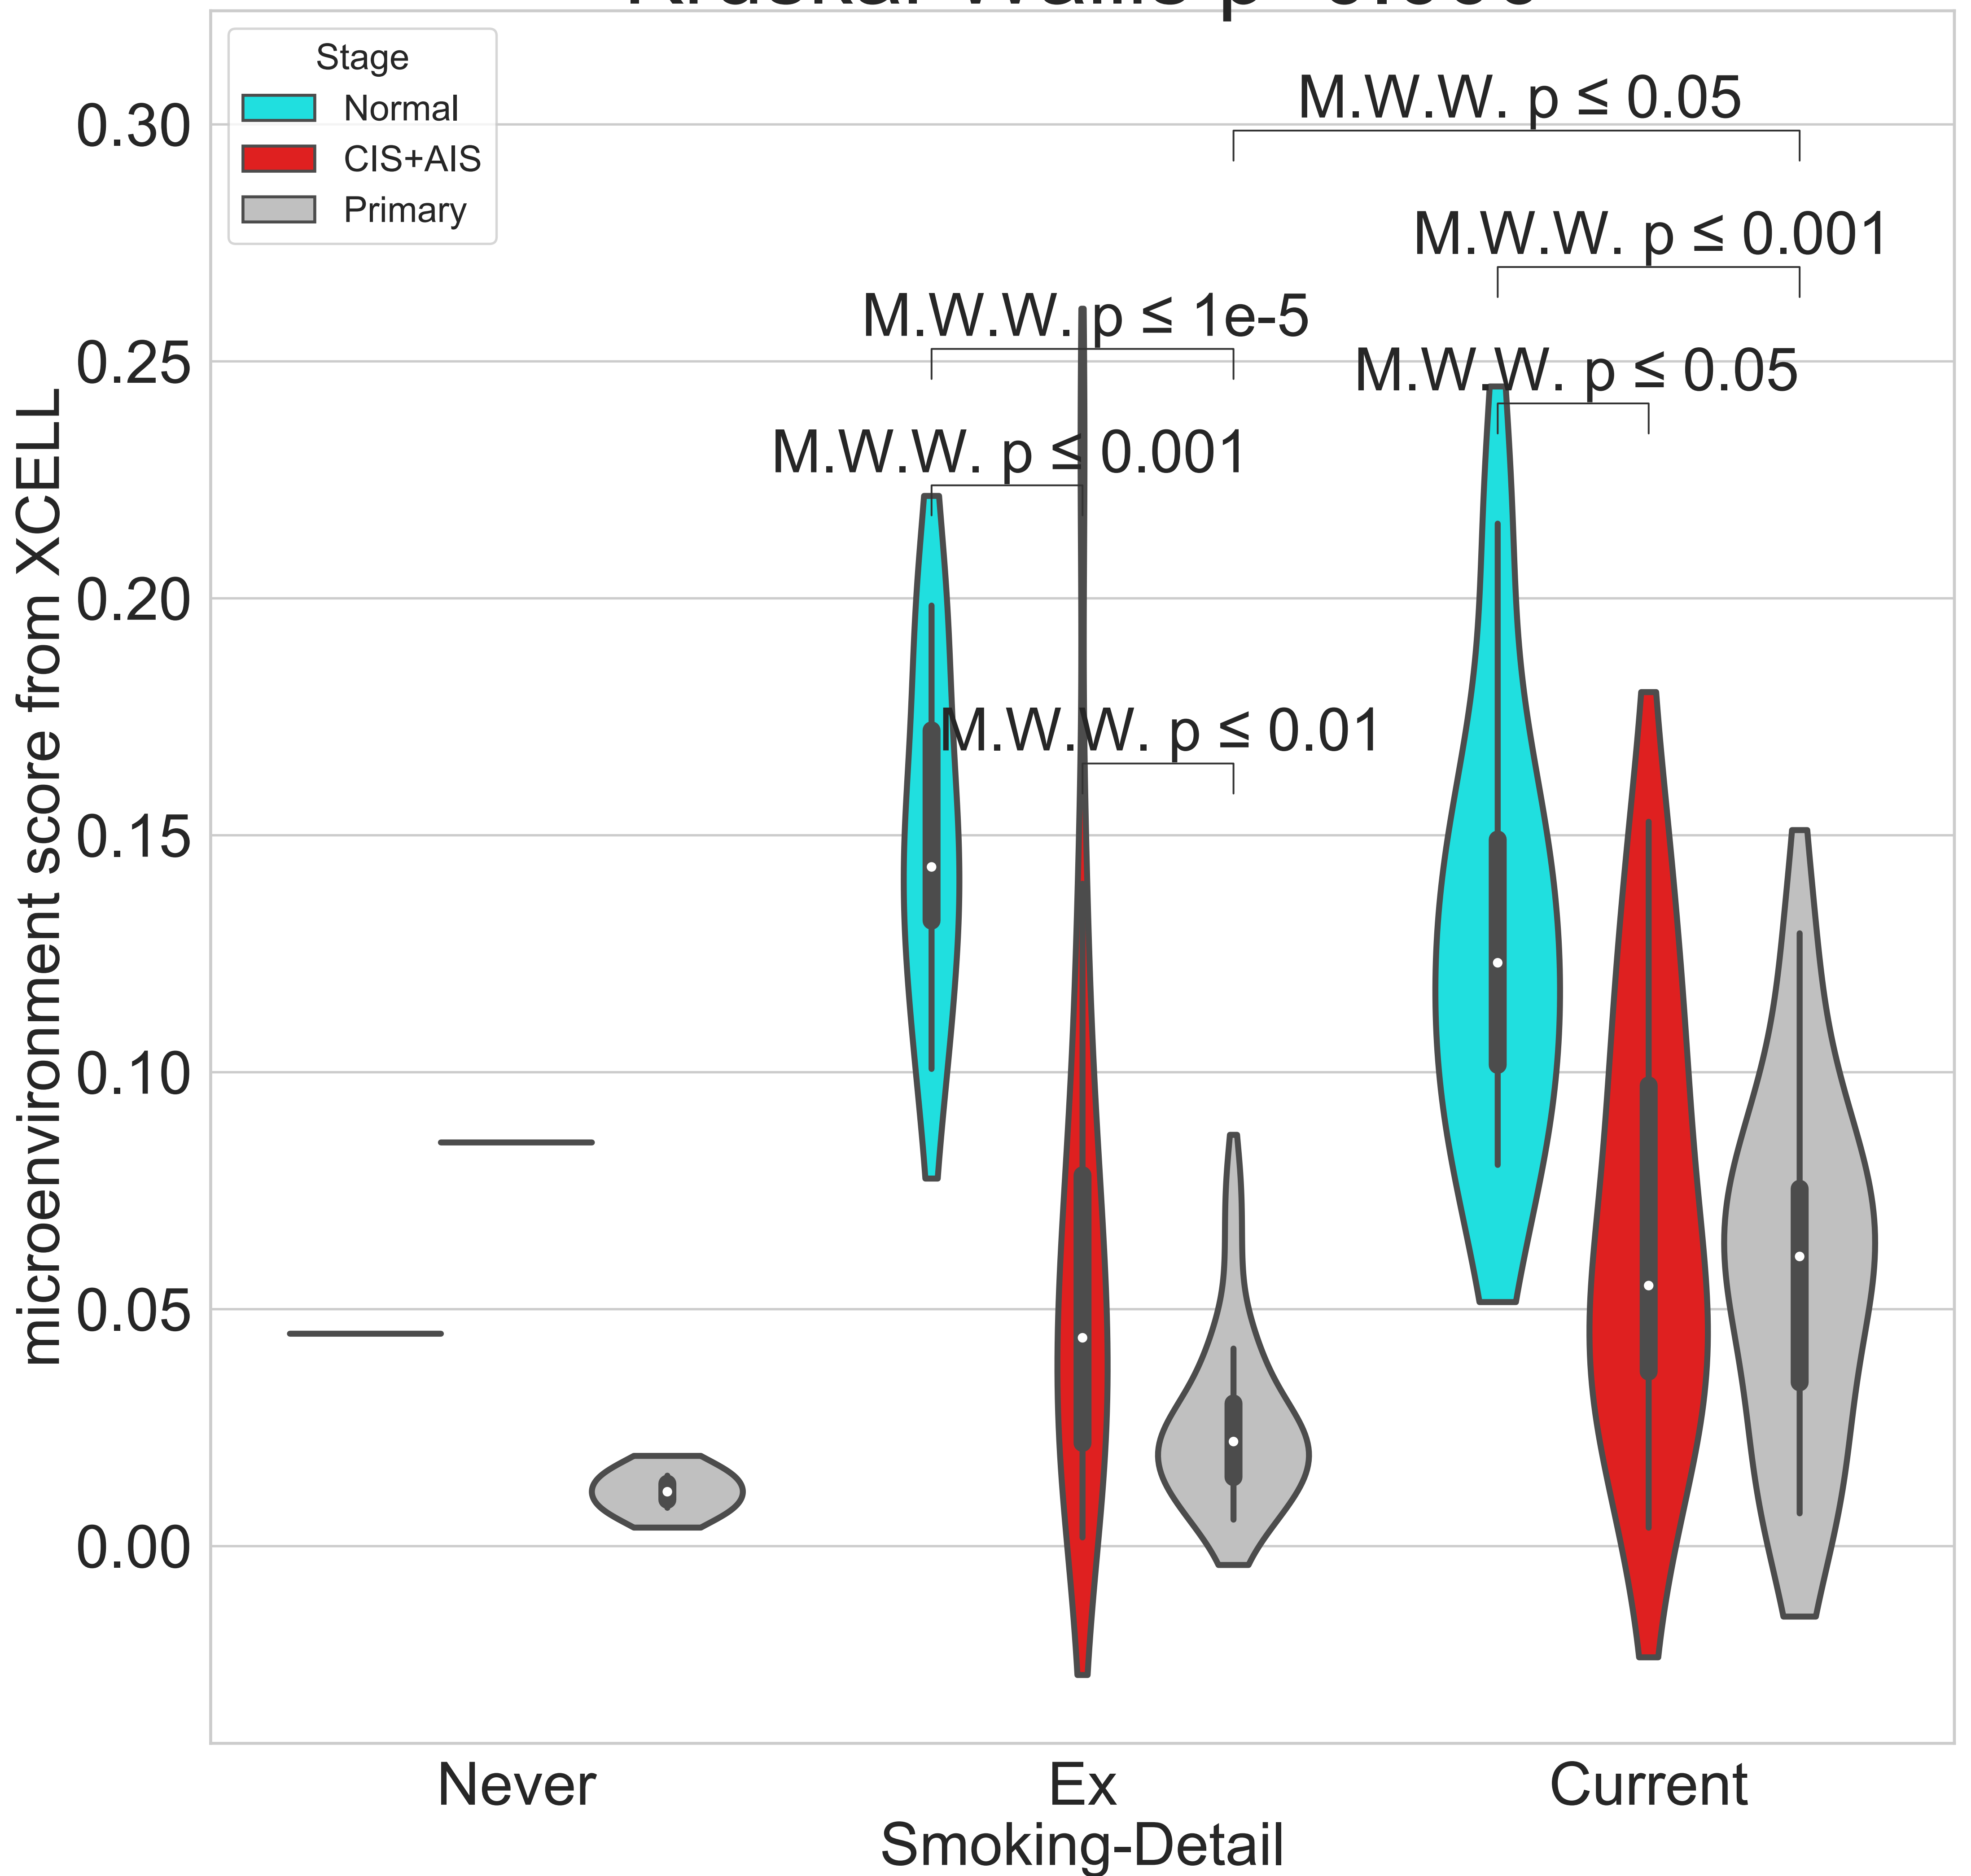 Stage
Normal
CIS+AIS
Primary
M.W.W. p ≤ 0.05
M.W.W. p ≤ 0.001
M.W.W. p ≤ 1e-5
M.W.W. p ≤ 0.05
M.W.W. p ≤ 0.001
M.W.W. p ≤ 0.01
microenvironment score from XCELL
0.30
0.25
0.20
0.15
0.10
0.05
0.00
Never
Ex
Current
Smoking-Detail